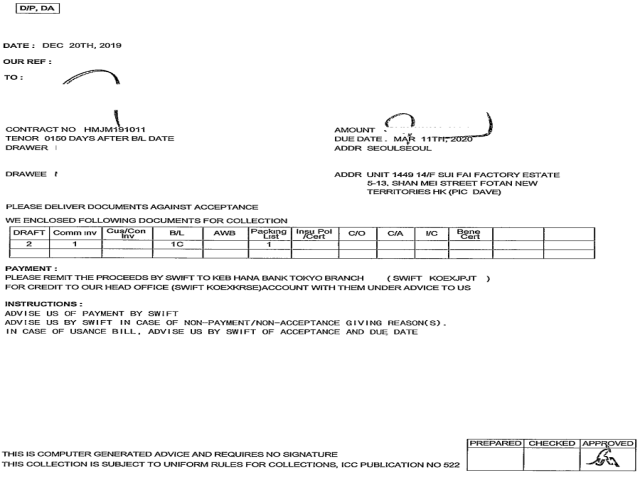 D/P, DA
DATE : DEC 20TH, 2019
OUR REF :
TO :
CONTRACT NO HMJM191011
AMOUNT
TENOR 0150 DAYS AFTER B/L DATE
DUE DATE . MAR 11TH, 2020
DRAWER
ADDR SEOULSEOUL
DRAWEE
ADDR UNIT 1449 14/F SUI FAI FACTORY ESTATE
5-13, SHAN MEI STREET FOTAN NEW
TERRITORIES HK (PIC DAVE)
PLEASE DELIVER DOCUMENTS AGAINST ACCEPTANCE
WE ENCLOSED FOLLOWING DOCUMENTS FOR COLLECTION
DRAFT Comm inv Cus/Con Inv B/L AWB Packing List Insu Pol /Cert C/O C/A I/C Bene Cert
2 1 1C 1
PAYMENT :
PLEASE REMIT THE PROCEEDS BY SWIFT TO KEB HANA BANK TOKYO BRANCH ( SWIFT KOEXJPJT )
FOR CREDIT TO OUR HEAD OFFICE (SWIFT KOEXKRSE)ACCOUNT WITH THEM UNDER ADVICE TO US
INSTRUCTIONS :
ADVISE US OF PAYMENT BY SWIFT
ADVISE US BY SWIFT IN CASE OF NON-PAYMENT/NON-ACCEPTANCE GIVING REASON(S).
IN CASE OF USANCE BILL, ADVISE US BY SWIFT OF ACCEPTANCE AND DUE DATE
PREPARED CHECKED APPROVED
THIS IS COMPUTER GENERATED ADVICE AND REQUIRES NO SIGNATURE
THIS COLLECTION IS SUBJECT TO UNIFORM RULES FOR COLLECTIONS, ICC PUBLICATION NO 522